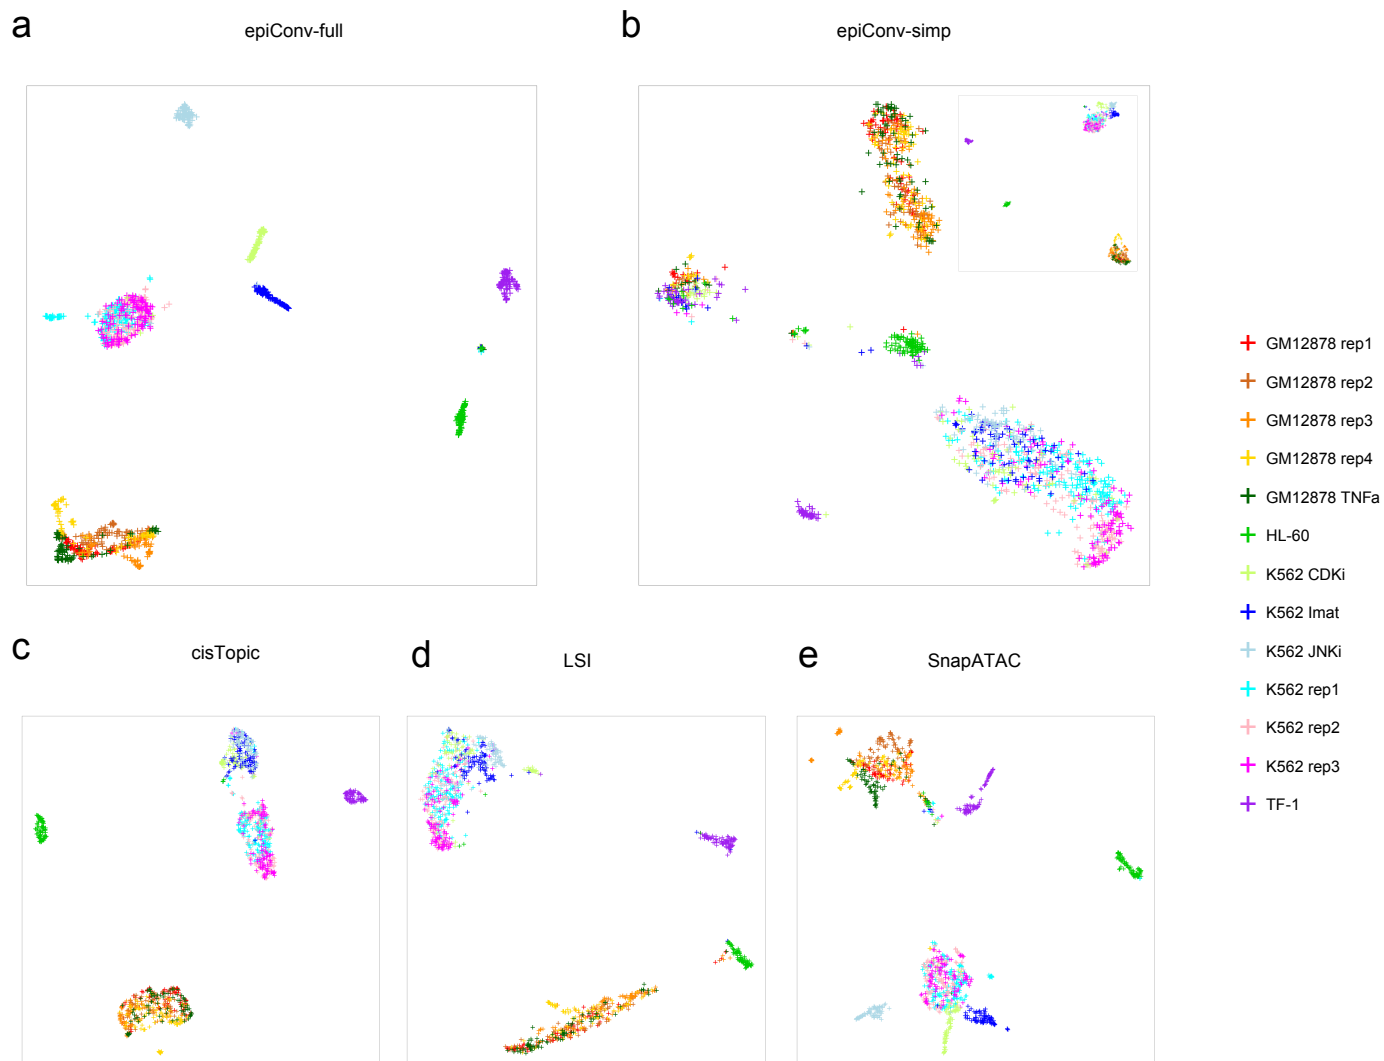 a
epiConv-full
b
epiConv-simp
GM12878 rep1
GM12878 rep2
GM12878 rep3
GM12878 rep4
GM12878 TNFa
HL-60
K562 CDKi
K562 Imat
K562 JNKi
K562 rep1
K562 rep2
K562 rep3
TF-1
c
cisTopic
d
LSI
e
SnapATAC